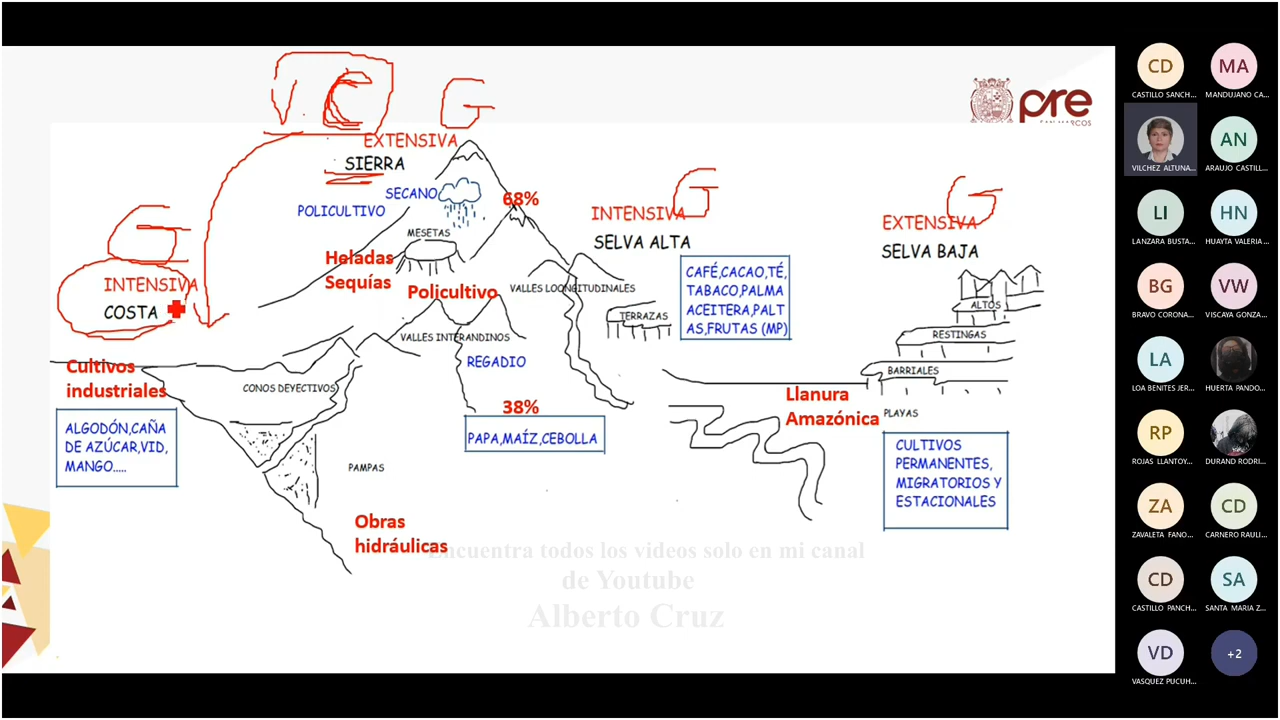 G
EXTENSIVA
SIERRA
SECANO
POLICULTIVO
68%
MESETAS
Heladas
Sequías
Policultivo
VALLES INTERANDINOS
REGADIO
38%
PAPA,MAÍZ,CEBOLLA
G
INTENSIVA
COSTA
Cultivos
industriales
CONOS DEYECTIVOS
ALGODÓN,CAÑA
DE AZÚCAR,VID,
MANGO.....
PAMPAS
Obras
hidráulicas
G
INTENSIVA
SELVA ALTA
CAFÉ,CACAO,TÉ,
TABACO,PALMA
ACEITERA,PALT
AS,FRUTAS (MP)
VALLES LOONGITUDINALES
TERRAZAS
G
EXTENSIVA
SELVA BAJA
ALTOS
RESTINGAS
BARRIALES
PLAYAS
Llanura
Amazónica
CULTIVOS
PERMANENTES,
MIGRATORIOS Y
ESTACIONALES
pre
SAN MARCOS
Encuentra todos los videos solo en mi canal
de Youtube
Alberto Cruz
CD
CASTILLO SANCH...
MA
MANDUJANO CA...
VILCHEZ ALTUNA...
AN
ARAUJO CASTILL...
LI
LANZARA BUSTA...
HN
HUAYTA VALERIA ...
BG
BRAVO CORONA...
VW
VISCAYA GONZA...
LA
LOA BENITES JER...
HUERTA PANDO...
RP
ROJAS LLANTOY...
DURAND RODRI...
ZA
ZAVALETA FANO...
CD
CARNERO RAULI...
CD
CASTILLO PANCH...
SA
SANTA MARIA Z...
VD
VASQUEZ PUCUH...
+2